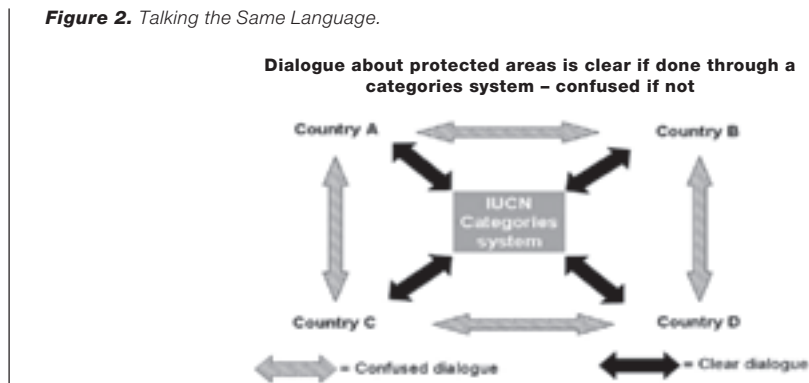 Figure 2. Talking the Same Language.
Dialogue about protected areas is clear if done through a
categories system – confused if not
Country A
Country B
IUCN
Categories
system
Country C
Country D
= Confused dialogue
= Clear dialogue